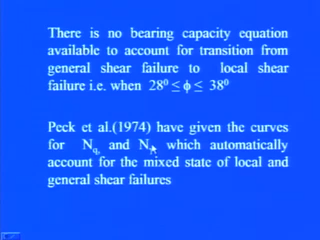 There is no bearing capacity equation
available to account for transition from
general shear failure to local shear
failure i.e. when 28⁰ ≤ ϕ ≤ 38⁰
Peck et al.(1974) have given the curves
for Nq, and N which automatically
account for the mixed state of local and
general shear failures